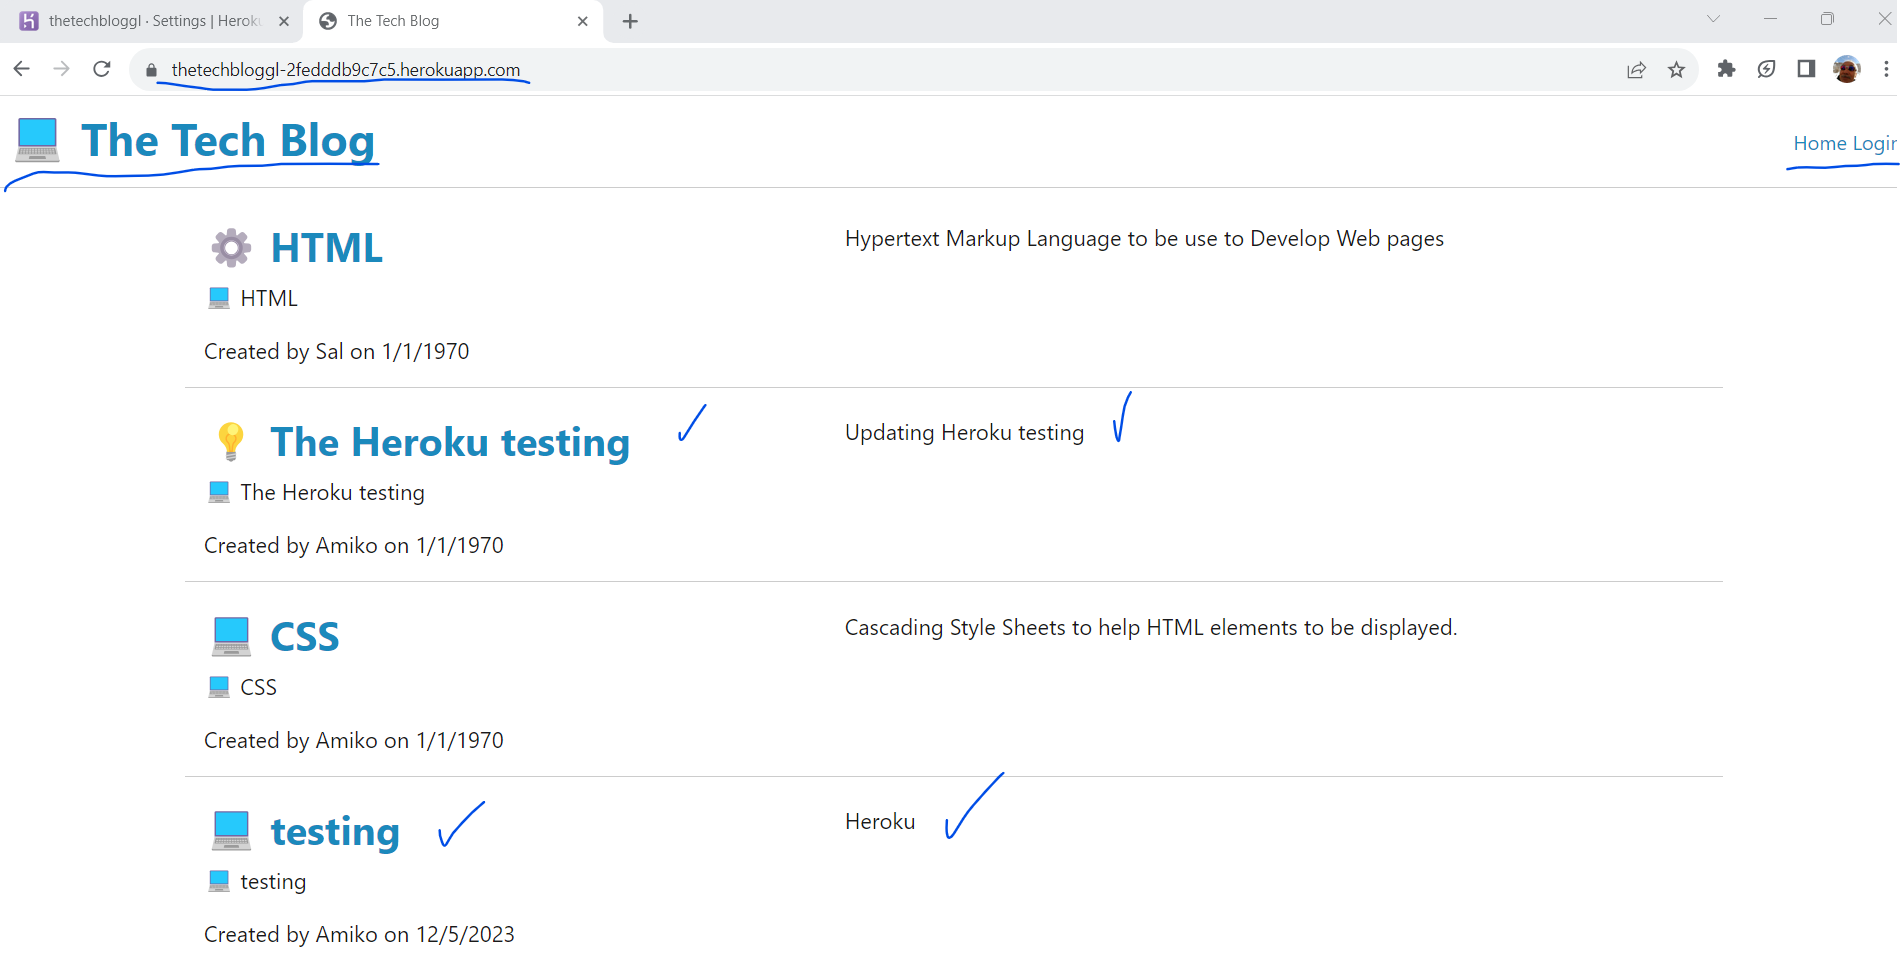 thetechbloggl · Settings | Heroku
The Tech Blog
thetechbloggl-2fedddb9c7c5.herokuapp.com
The Tech Blog
Home Login
HTML
Hypertext Markup Language to be use to Develop Web pages
HTML
Created by Sal on 1/1/1970
The Heroku testing
Updating Heroku testing
The Heroku testing
Created by Amiko on 1/1/1970
CSS
Cascading Style Sheets to help HTML elements to be displayed.
CSS
Created by Amiko on 1/1/1970
testing
Heroku
testing
Created by Amiko on 12/5/2023